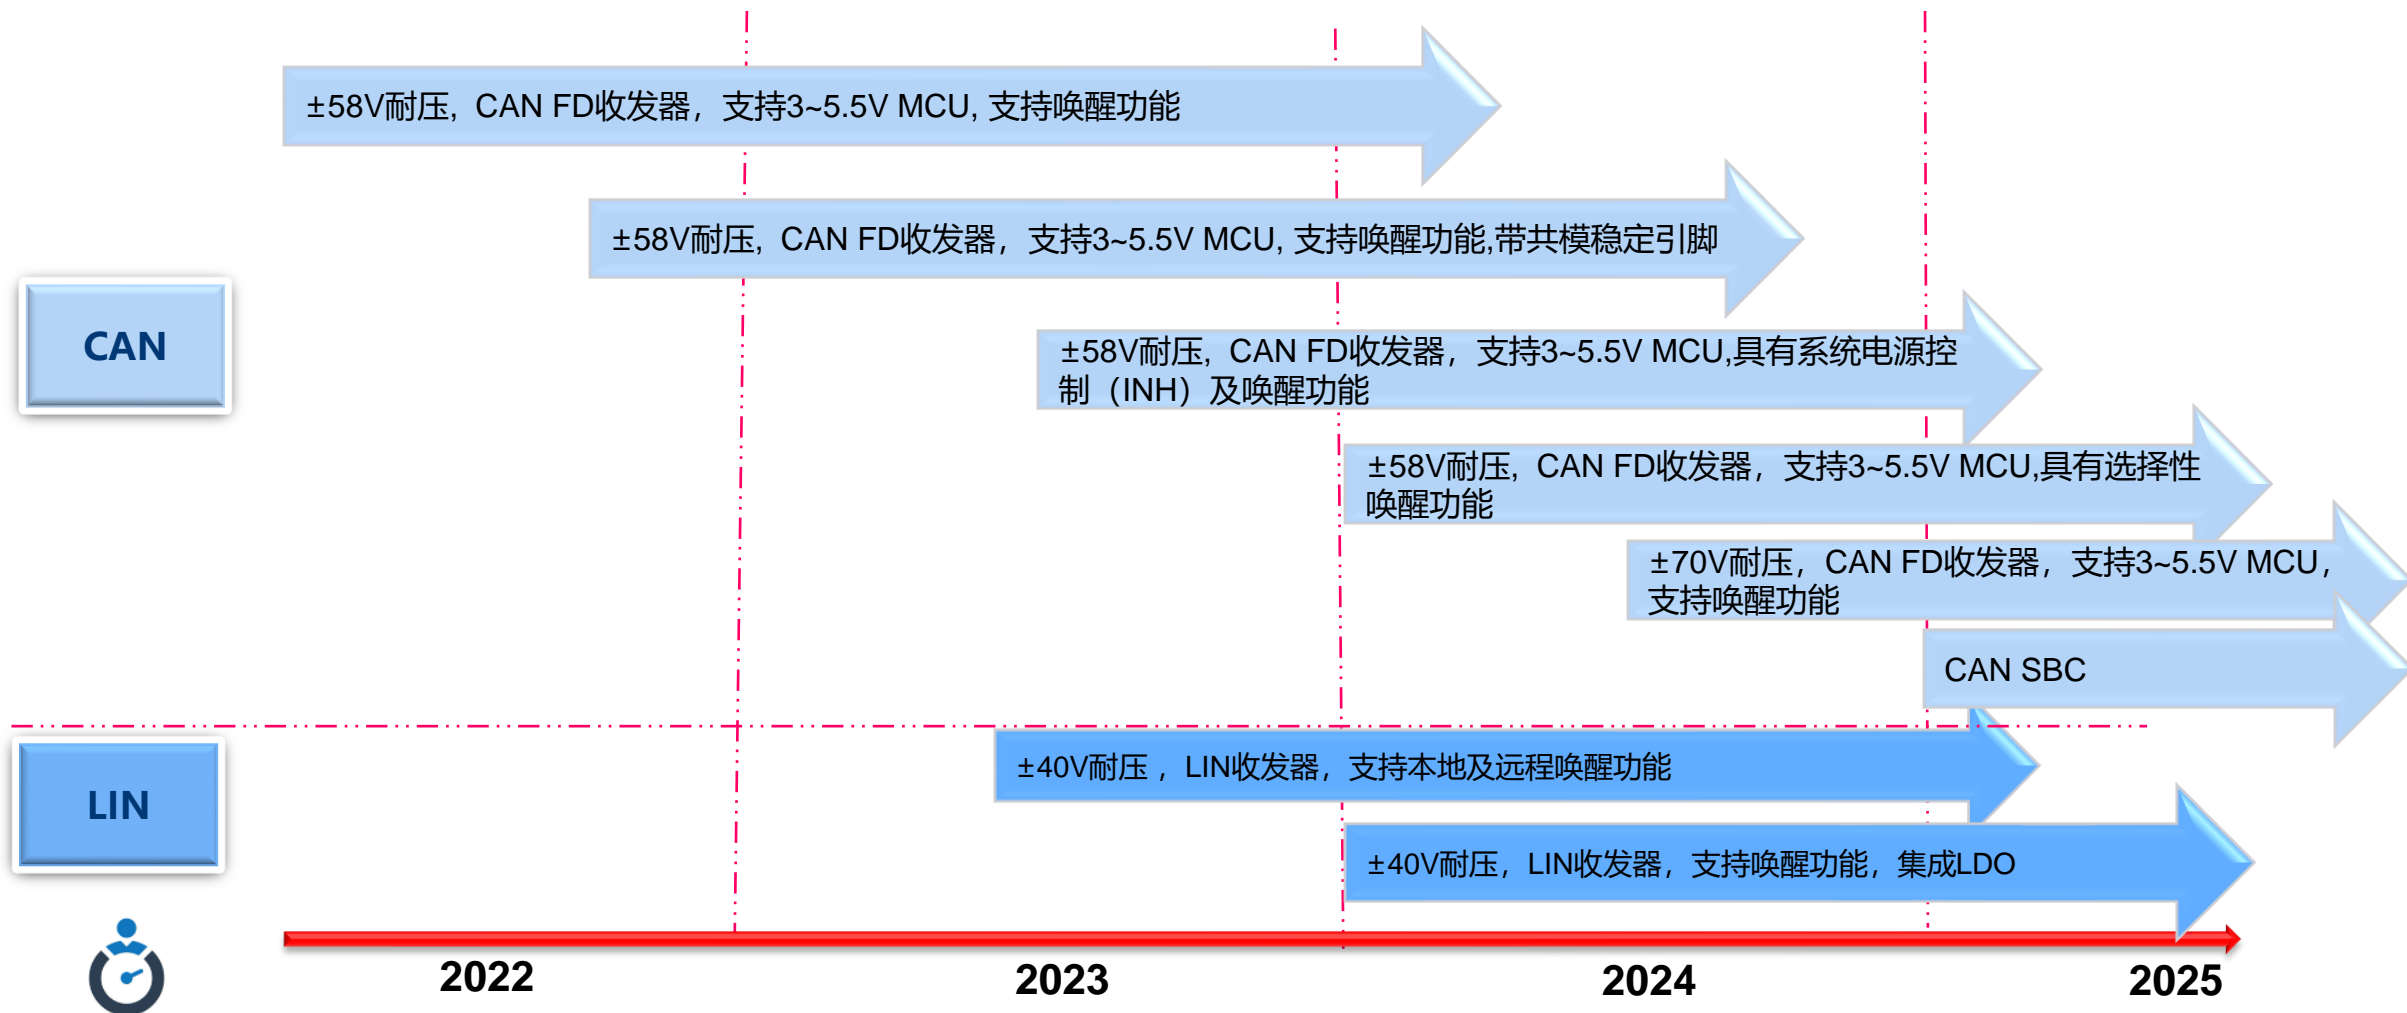 ±58V耐压, CAN FD收发器，支持3~5.5V MCU, 支持唤醒功能
±58V耐压, CAN FD收发器，支持3~5.5V MCU, 支持唤醒功能,带共模稳定引脚
CAN
±58V耐压, CAN FD收发器，支持3~5.5V MCU,具有系统电源控
制（INH）及唤醒功能
±58V耐压, CAN FD收发器，支持3~5.5V MCU,具有选择性
唤醒功能
±70V耐压，CAN FD收发器，支持3~5.5V MCU，
支持唤醒功能
CAN SBC
LIN
±40V耐压 ，LIN收发器，支持本地及远程唤醒功能
±40V耐压，LIN收发器，支持唤醒功能，集成LDO
2022
2023
2024
2025